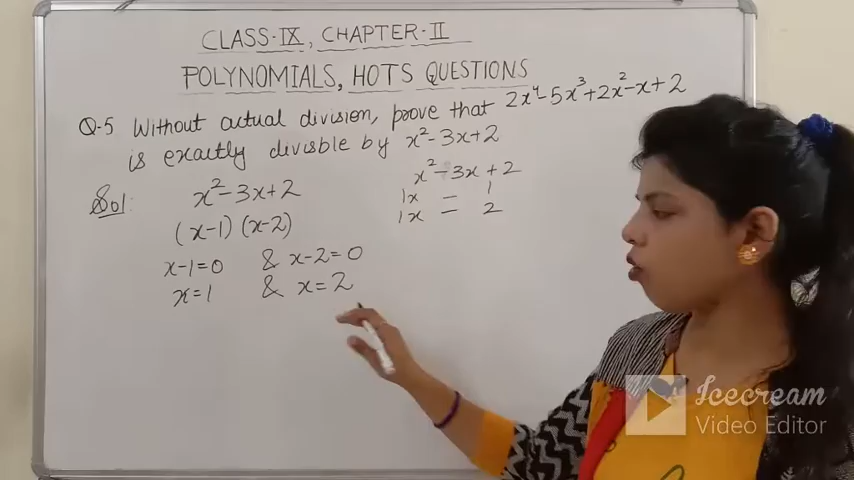 CLASS-IX, CHAPTER-II
POLYNOMIALS, HOTS QUESTIONS
Q-5 Without actual division, prove that 2x⁴-5x³+2x²-x+2
is exactly divisble by x²-3x+2
Sol: x²-3x+2
(x-1) (x-2)
x-1=0 & x-2=0
x=1 & x=2
x²-3x+2
1x = 1
1x = 2
Icecream
Video Editor